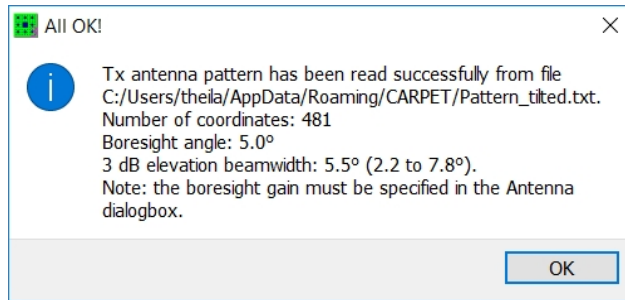 All OK!
Tx antenna pattern has been read successfully from file
C:/Users/theila/AppData/Roaming/CARPET/Pattern_tilted.txt.
Number of coordinates: 481
Boresight angle: 5.0º
3 dB elevation beamwidth: 5.5º (2.2 to 7.8º).
Note: the boresight gain must be specified in the Antenna
dialogbox.
OK